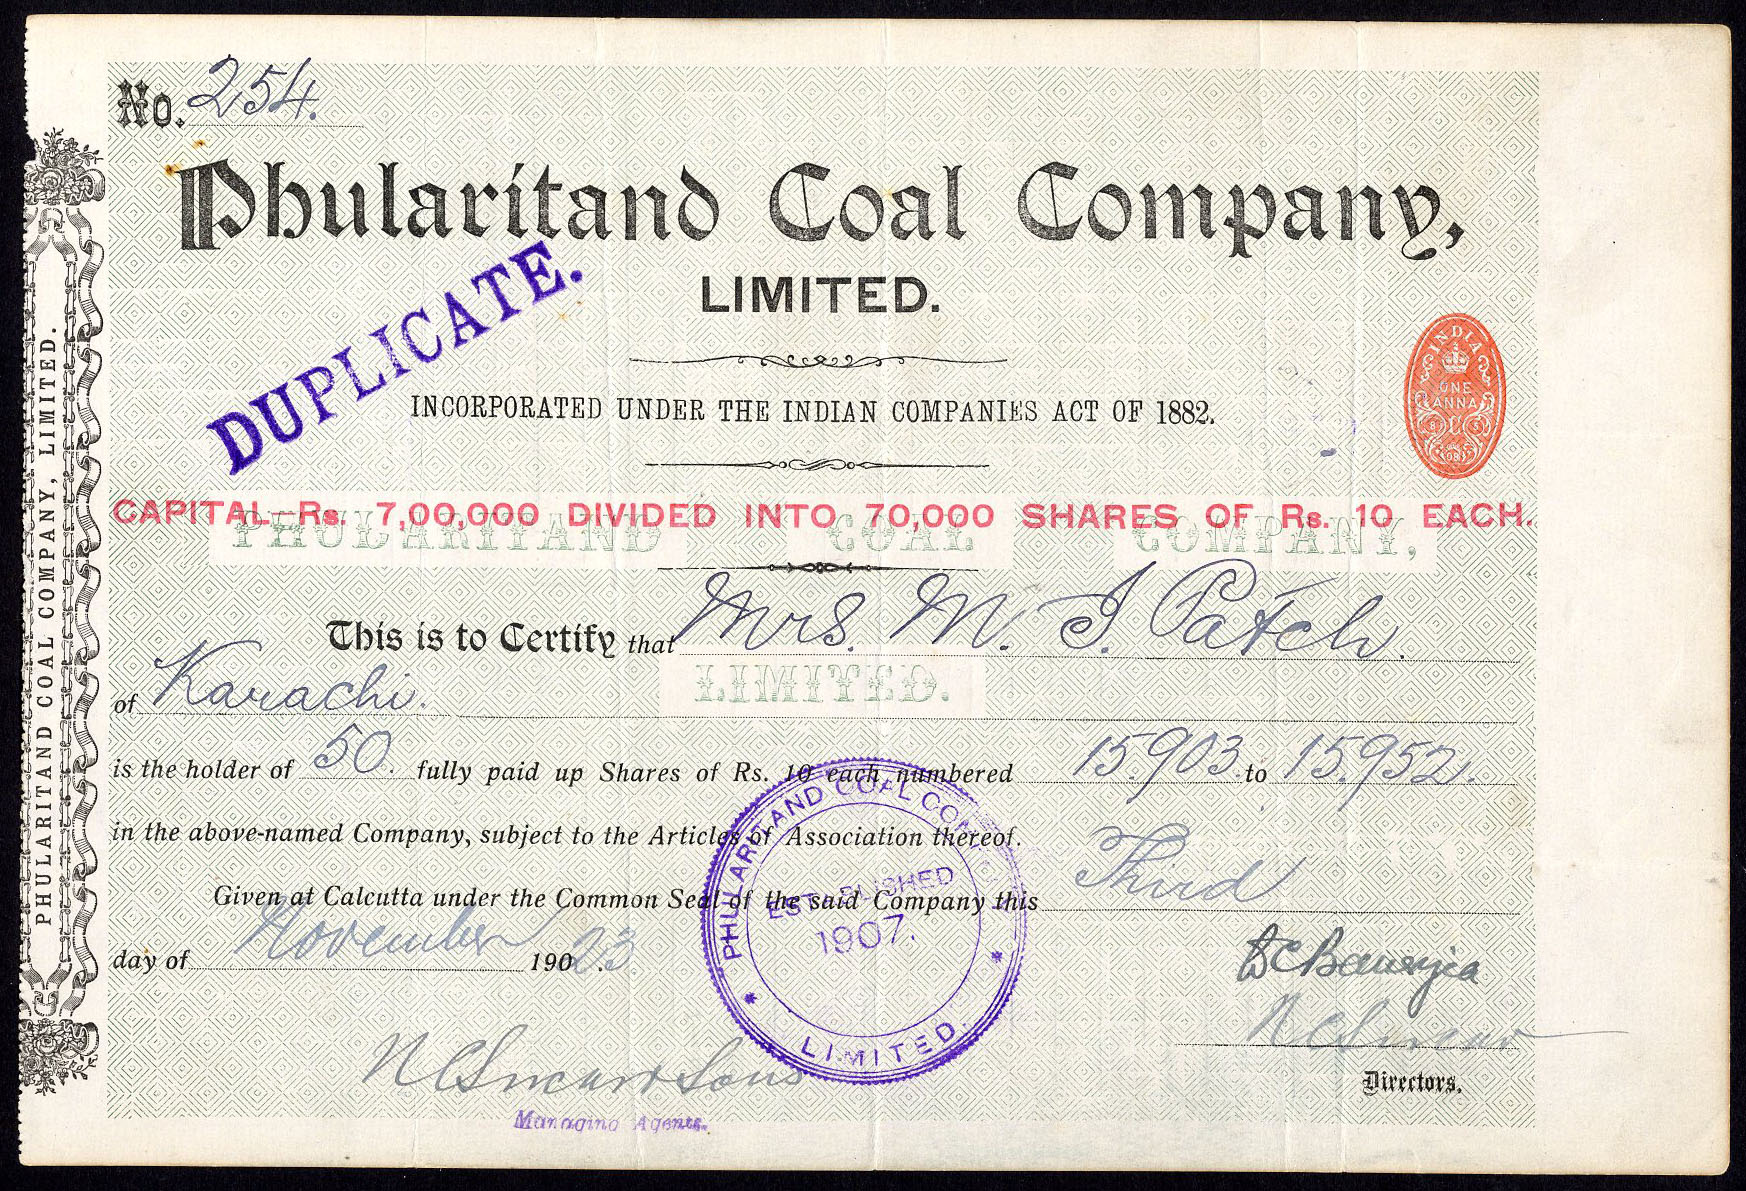 No. 254.
Phularitand Coal Company,
LIMITED.
DUPLICATE.
INCORPORATED UNDER THE INDIAN COMPANIES ACT OF 1882.
INDIA
ONE
ANNA
CAPITAL—Rs. 7,00,000 DIVIDED INTO 70,000 SHARES OF Rs. 10 EACH.
PHULARITAND COAL COMPANY,
This is to Certify that Mrs. M. I. Patch.
LIMITED.
of Karachi.
is the holder of 50. fully paid up Shares of Rs. 10 each, numbered 15903 to 15952.
in the above-named Company, subject to the Articles of Association thereof.
Given at Calcutta under the Common Seal of the said Company this Third
day of November 1923
PHULARITAND COAL COMPANY
ESTABLISHED
1907.
LIMITED.
Directors.
Managing Agents.
PHULARITAND COAL COMPANY, LIMITED.